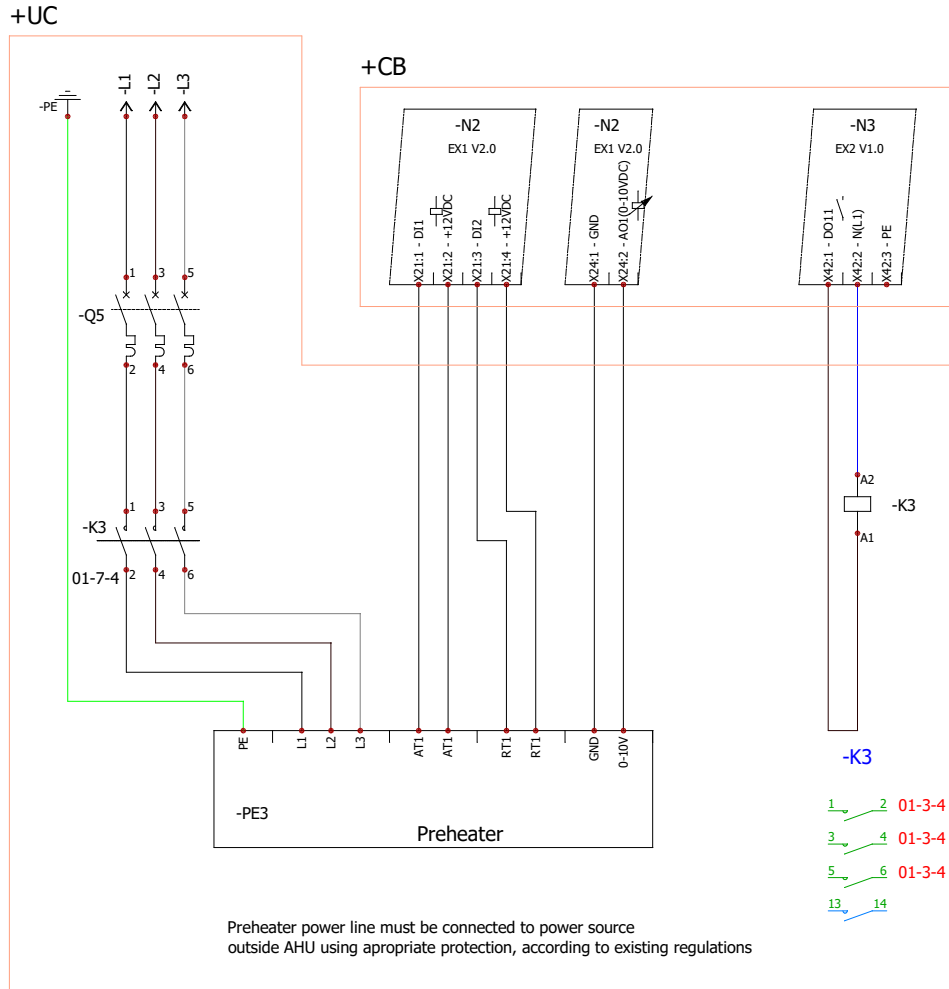 +UC
+CB
-L1
-L2
-L3
-PE
-N2
EX1 V2.0
X21:1 - DI1
X21:2 - +12VDC
X21:3 - DI2
X21:4 - +12VDC
-N2
EX1 V2.0
X24:1 - GND
X24:2 - AO1(0-10VDC)
-N3
EX2 V1.0
X42:1 - DO11
X42:2 - N(L1)
X42:3 - PE
1
3
5
-Q5
2
4
6
1
3
5
-K3
01-7-4
2
4
6
A2
-K3
A1
PE
L1
L2
L3
AT1
AT1
RT1
RT1
GND
0-10V
-PE3
Preheater
-K3
1 2 01-3-4
3 4 01-3-4
5 6 01-3-4
13 14
Preheater power line must be connected to power source
outside AHU using apropriate protection, according to existing regulations